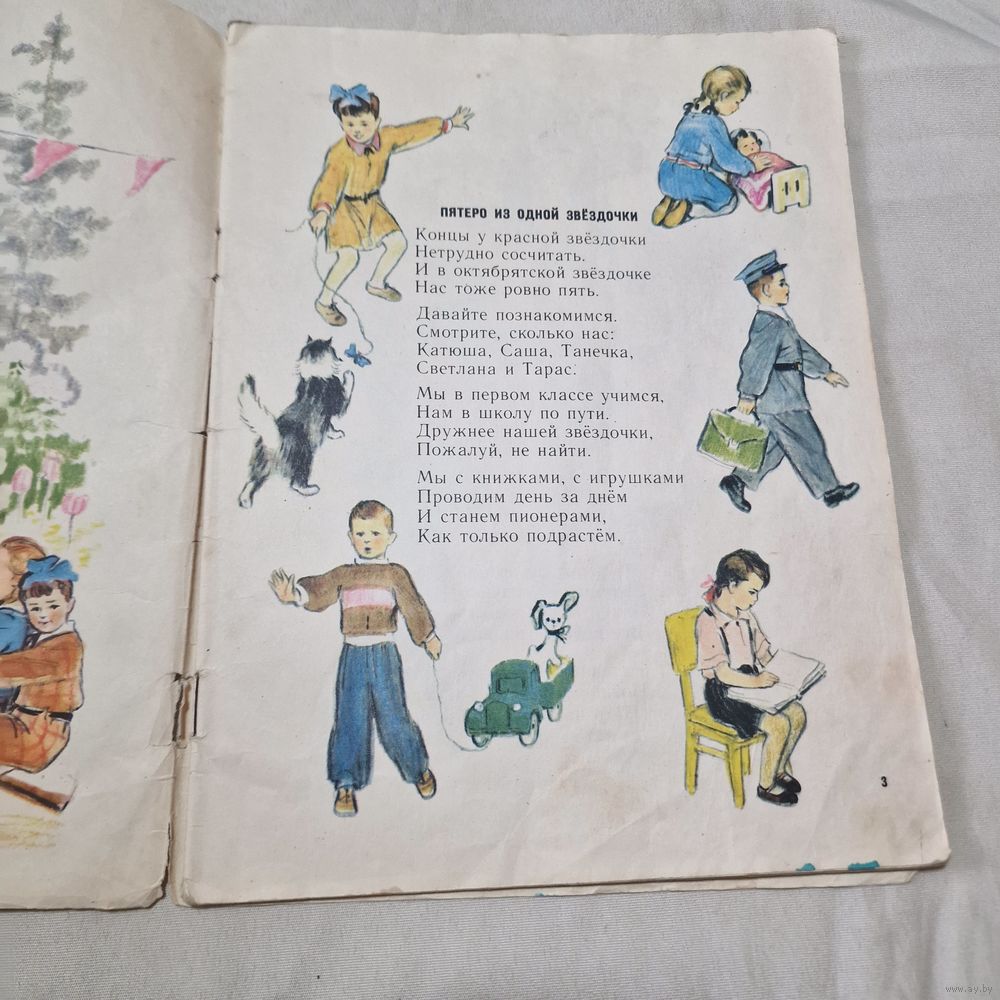 ПЯТЕРО ИЗ ОДНОЙ ЗВЁЗДОЧКИ
Концы у красной звёздочки
Нетрудно сосчитать.
И в октябрятской звёздочке
Нас тоже ровно пять.
Давайте познакомимся.
Смотрите, сколько нас:
Катюша, Саша, Танечка,
Светлана и Тарас.
Мы в первом классе учимся,
Нам в школу по пути.
Дружнее нашей звёздочки,
Пожалуй, не найти.
Мы с книжками, с игрушками
Проводим день за днём
И станем пионерами,
Как только подрастём.
3
www.ay.by